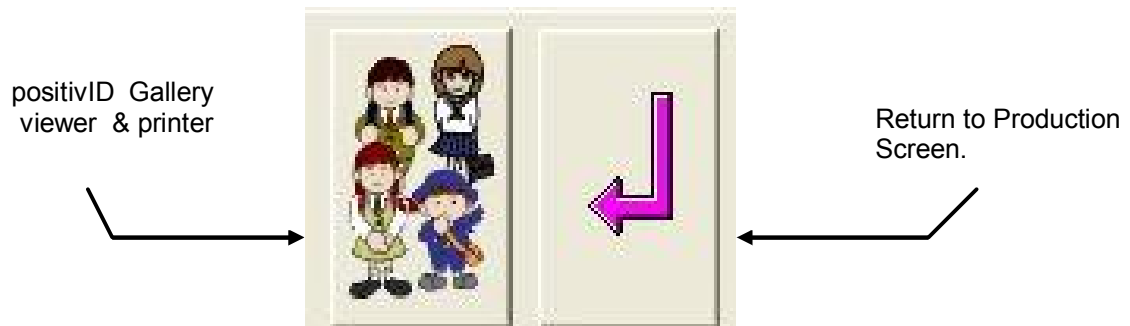 positivID Gallery
viewer & printer
Return to Production
Screen.